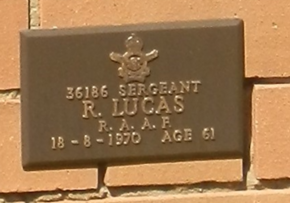 36186 SERGEANT
R. LUCAS
R. A. A. F.
18 - 8 - 1970 AGE 61